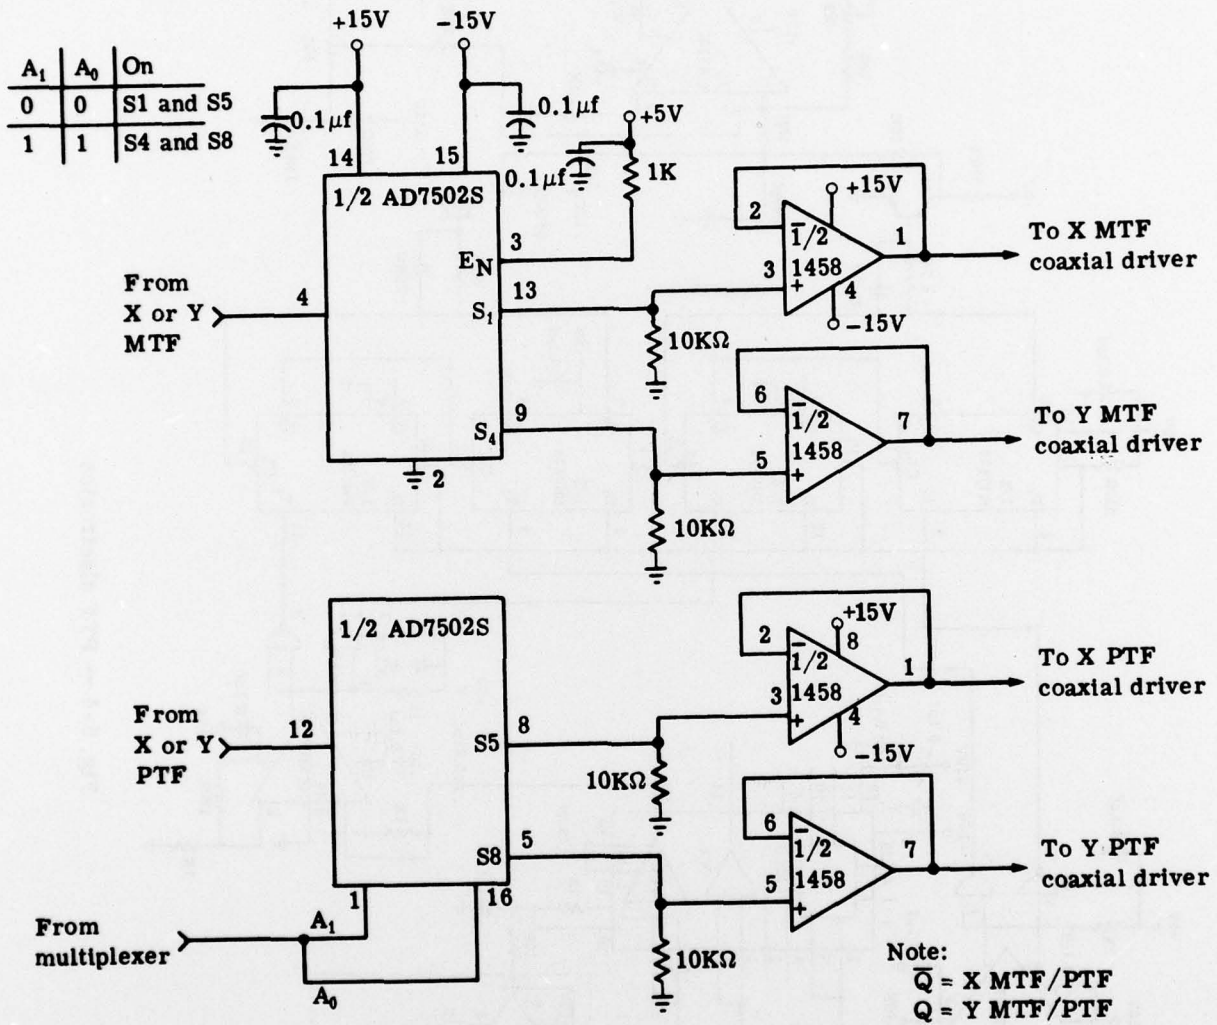 +15V
-15V
A₁ A₀ On
0 0 S1 and S5
1 1 S4 and S8
0.1μf
0.1μf
+5V
0.1μf
1K
14
15
1/2 AD7502S
3
E_N
13
S₁
9
S₄
2
4
From
X or Y
MTF
10KΩ
10KΩ
2
+15V
1/2
1458
1
3
+
4
-15V
To X MTF
coaxial driver
6
1/2
1458
7
5
+
To Y MTF
coaxial driver
1/2 AD7502S
From
X or Y
PTF
12
8
S5
5
S8
1
16
From
multiplexer
A₁
A₀
10KΩ
10KΩ
2
+15V
8
1/2
1458
1
3
+
4
-15V
To X PTF
coaxial driver
6
1/2
1458
7
5
+
To Y PTF
coaxial driver
Note:
Q̅ = X MTF/PTF
Q = Y MTF/PTF